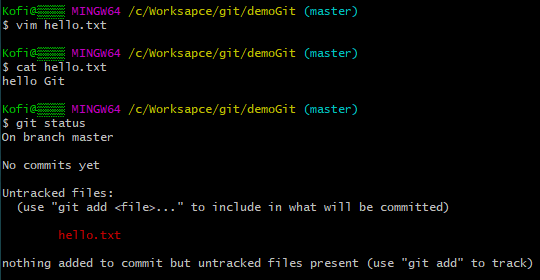 Kofi@▒▒▒▒ MINGW64 /c/Worksapce/git/demoGit (master)
$ vim hello.txt
Kofi@▒▒▒▒ MINGW64 /c/Worksapce/git/demoGit (master)
$ cat hello.txt
hello Git
Kofi@▒▒▒▒ MINGW64 /c/Worksapce/git/demoGit (master)
$ git status
On branch master
No commits yet
Untracked files:
(use "git add <file>..." to include in what will be committed)
hello.txt
nothing added to commit but untracked files present (use "git add" to track)